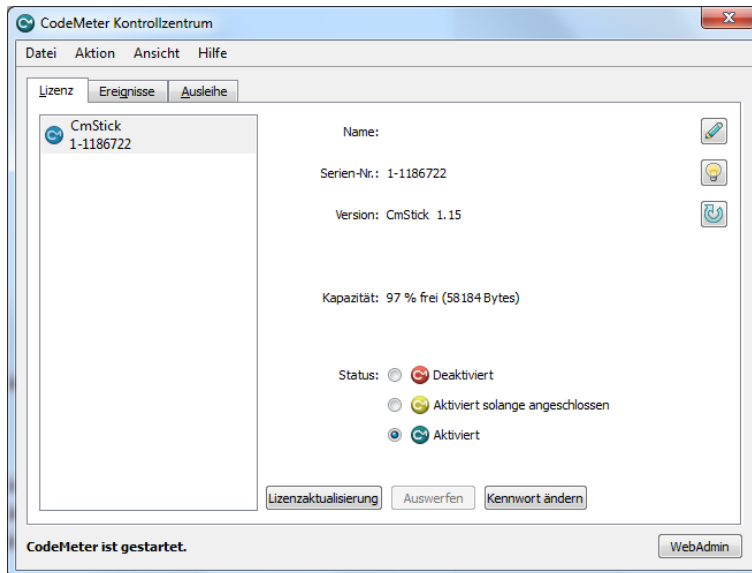 CodeMeter Kontrollzentrum
Datei Aktion Ansicht Hilfe
Lizenz Ereignisse Ausleihe
CmStick
1-1186722
Name:
Serien-Nr.: 1-1186722
Version: CmStick 1.15
Kapazität: 97 % frei (58184 Bytes)
Status: Deaktiviert
Aktiviert solange angeschlossen
Aktiviert
Lizenzaktualisierung Auswerfen Kennwort ändern
CodeMeter ist gestartet. WebAdmin